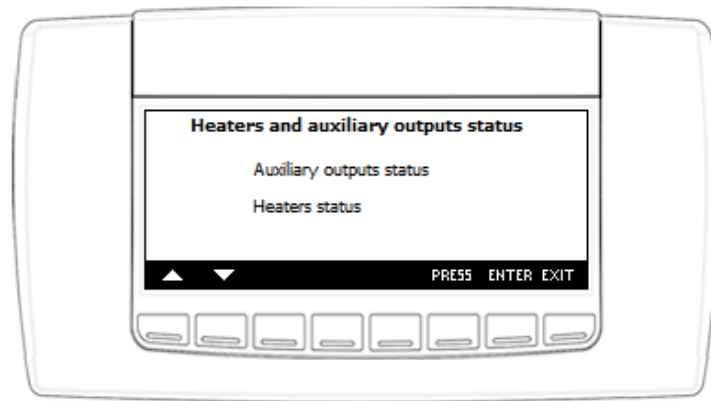 Heaters and auxiliary outputs status
Auxiliary outputs status
Heaters status
PRESS ENTER EXIT